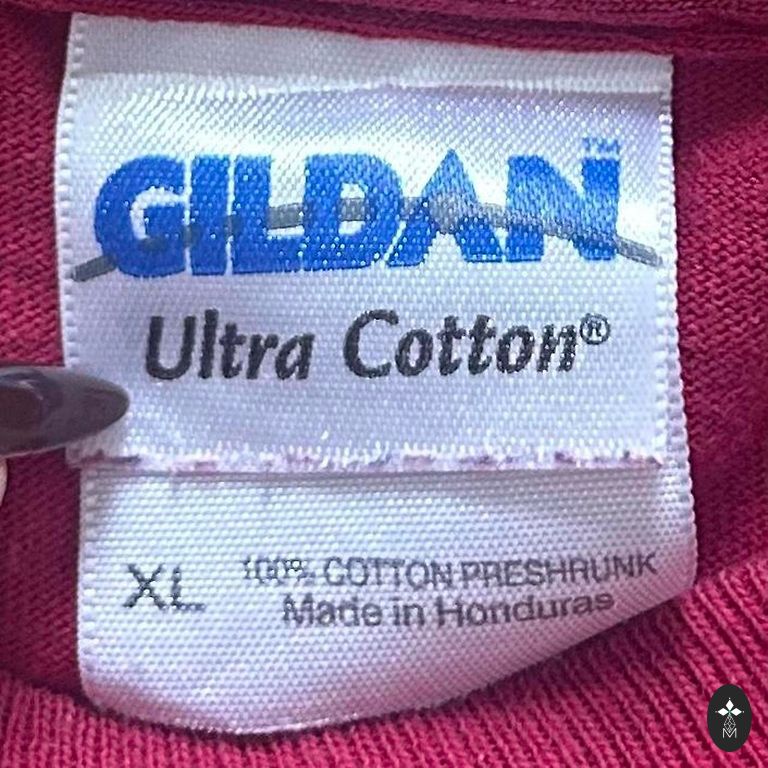 GILDAN™
Ultra Cotton®
XL
100% COTTON PRESHRUNK
Made in Honduras
M